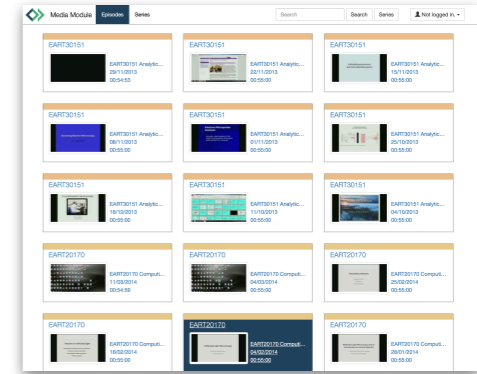 Media Module Episodes Series Search Search Series Not logged in.
EART30151 EART30151 EART30151
EART30151 Analytic... EART30151 Analytic... EART30151 Analytic...
29/11/2013 22/11/2013 15/11/2013
00:54:53 00:55:00 00:55:00
EART30151 EART30151 EART30151
EART30151 Analytic... EART30151 Analytic... EART30151 Analytic...
08/11/2013 01/11/2013 25/10/2013
00:55:00 00:55:00 00:55:00
EART30151 EART30151 EART30151
EART30151 Analytic... EART30151 Analytic... EART30151 Analytic...
18/10/2013 11/10/2013 04/10/2013
00:55:00 00:55:00 00:55:00
EART20170 EART20170 EART20170
EART20170 Computi... EART20170 Computi... EART20170 Computi...
11/03/2014 04/03/2014 25/02/2014
00:54:59 00:55:00 00:55:00
EART20170 EART20170 EART20170
EART20170 Computi... EART20170 Computi... EART20170 Computi...
18/02/2014 04/02/2014 28/01/2014
00:55:00 00:55:00 00:55:00